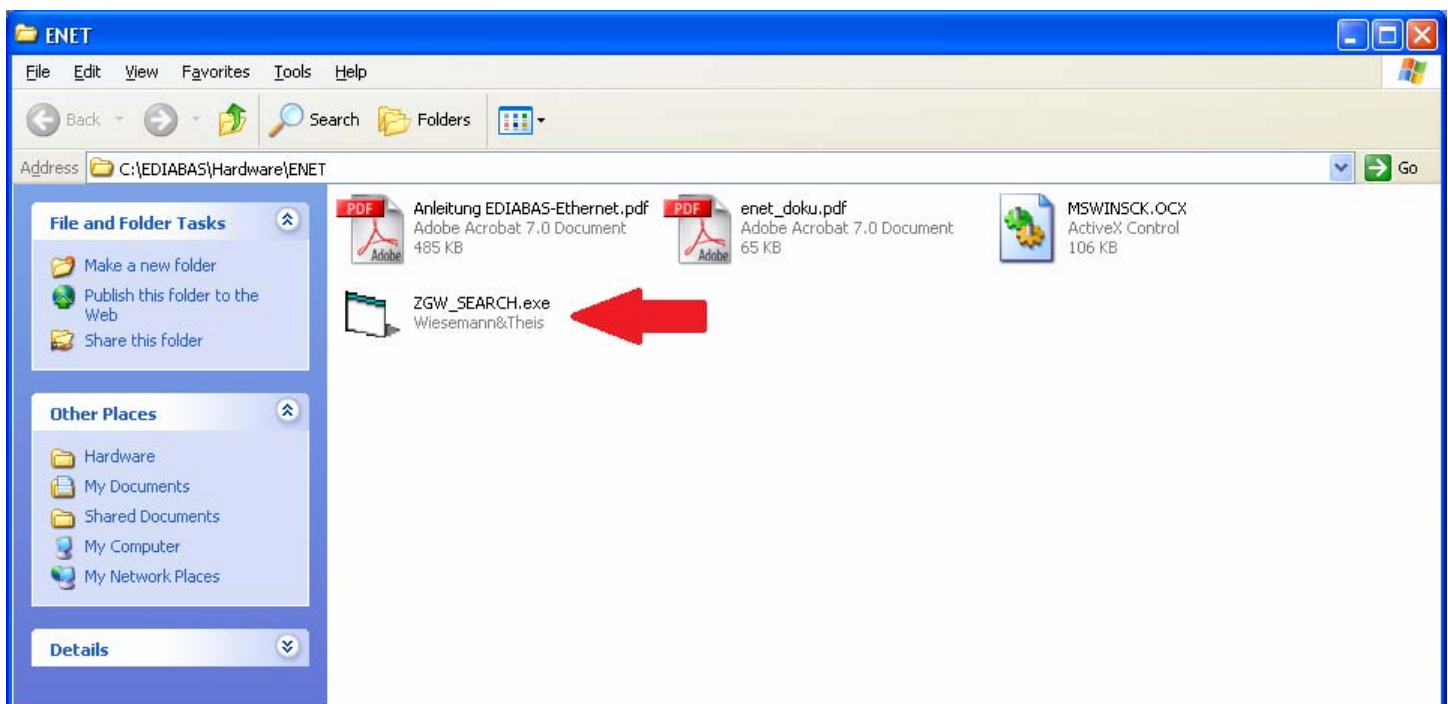 ENET
File Edit View Favorites Tools Help
Back Search Folders
Address C:\EDIABAS\Hardware\ENET Go
File and Folder Tasks
Make a new folder
Publish this folder to the
Web
Share this folder
Other Places
Hardware
My Documents
Shared Documents
My Computer
My Network Places
Details
PDF Adobe
Anleitung EDIABAS-Ethernet.pdf
Adobe Acrobat 7.0 Document
485 KB
PDF Adobe
enet_doku.pdf
Adobe Acrobat 7.0 Document
65 KB
MSWINSCK.OCX
ActiveX Control
106 KB
ZGW_SEARCH.exe
Wiesemann&Theis